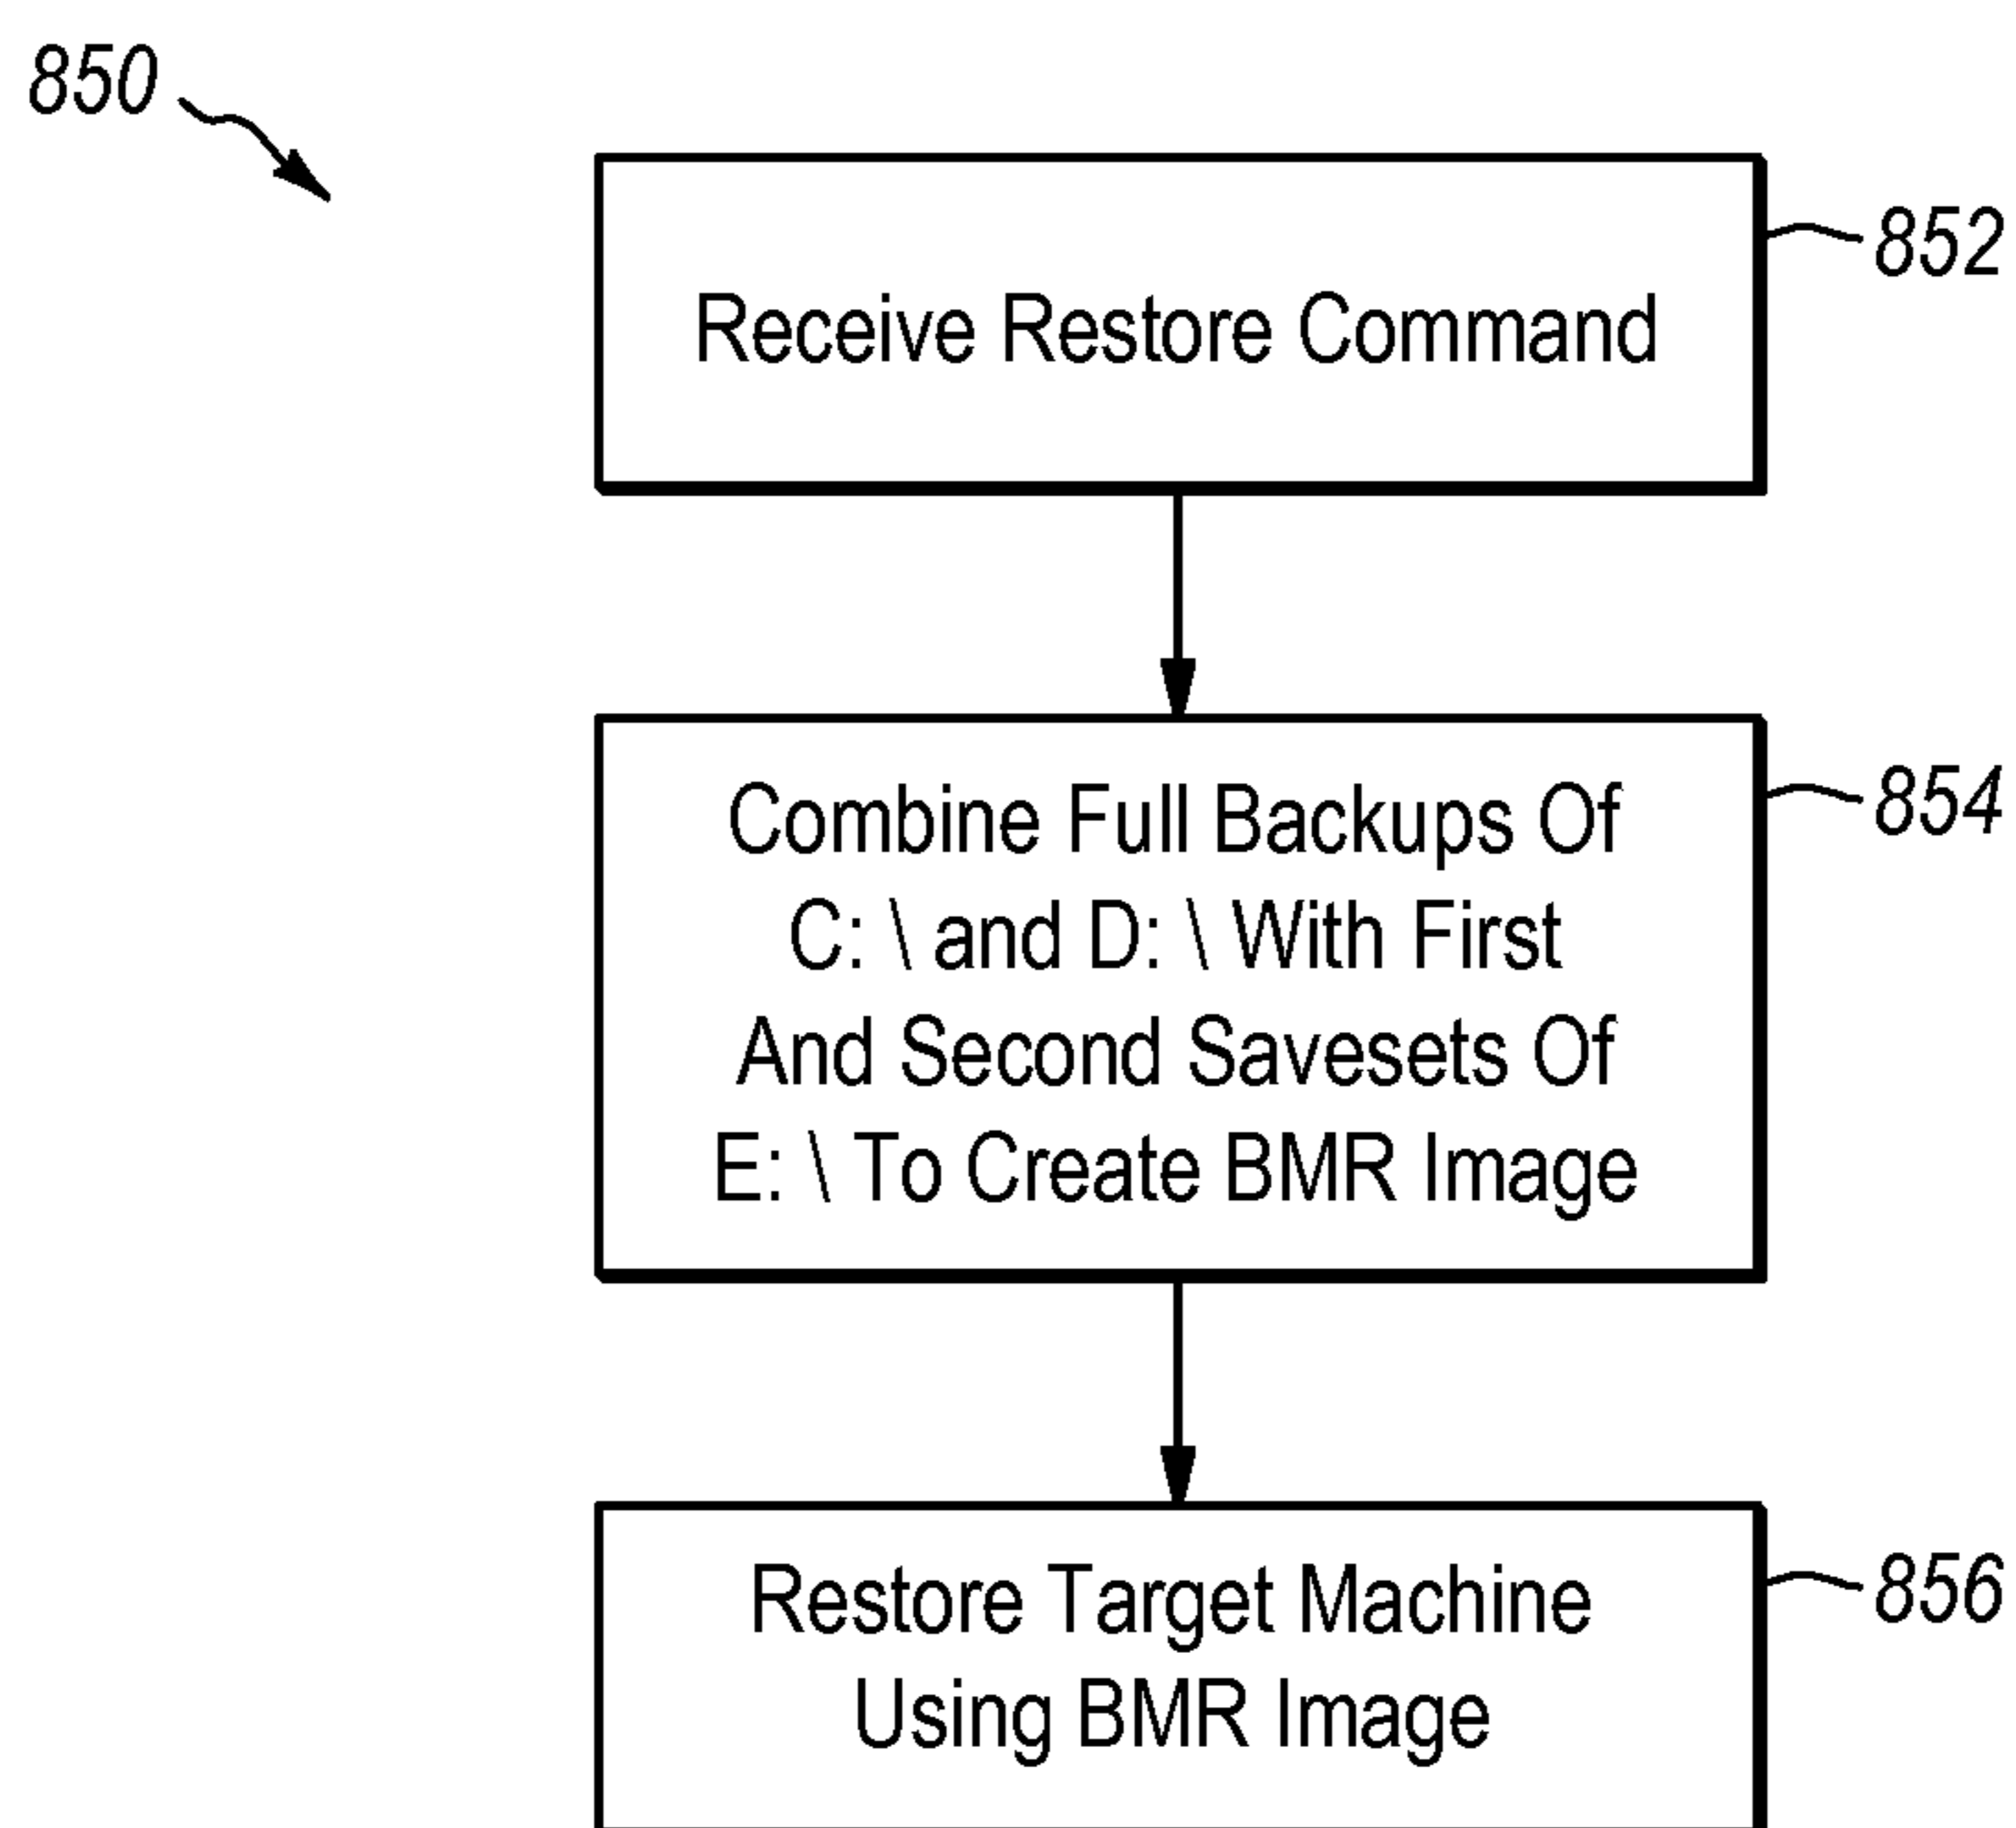 850
Receive Restore Command
852
Combine Full Backups Of
C: \ and D: \ With First
And Second Savesets Of
E: \ To Create BMR Image
854
Restore Target Machine
Using BMR Image
856